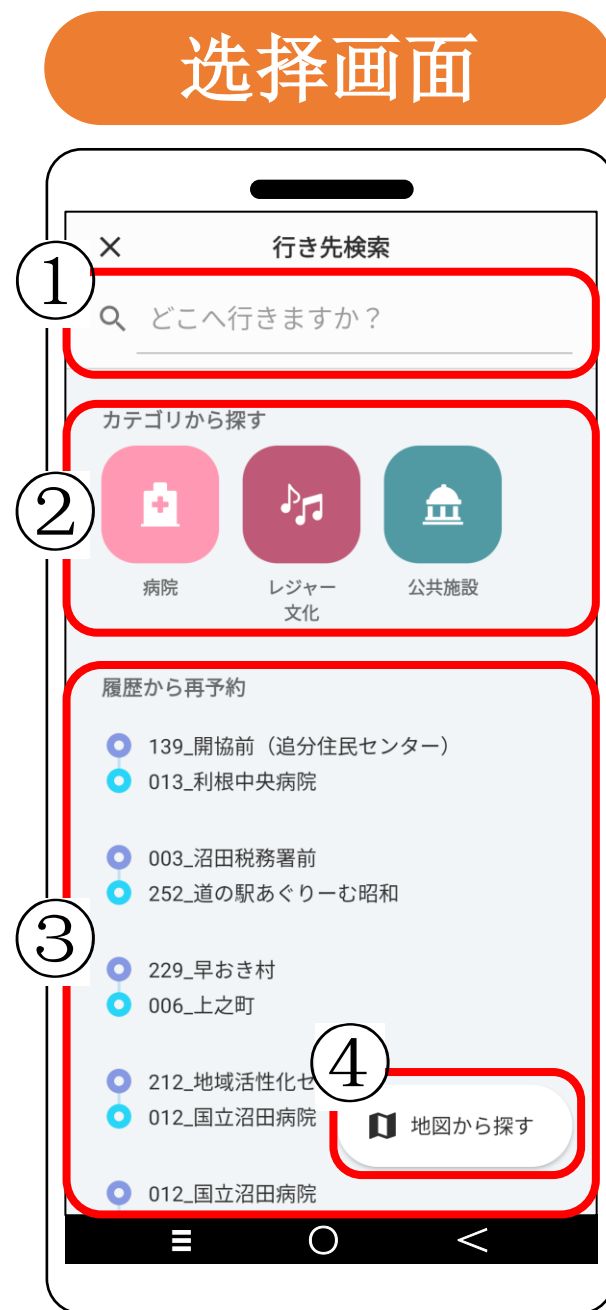 选择画面
①
行き先検索
どこへ行きますか？
②
カテゴリから探す
病院
レジャー
文化
公共施設
③
履歴から再予約
139_開協前（追分住民センター）
013_利根中央病院
003_沼田税務署前
252_道の駅あぐりーむ昭和
229_早おき村
006_上之町
212_地域活性化セ
012_国立沼田病院
④
地図から探す
012_国立沼田病院